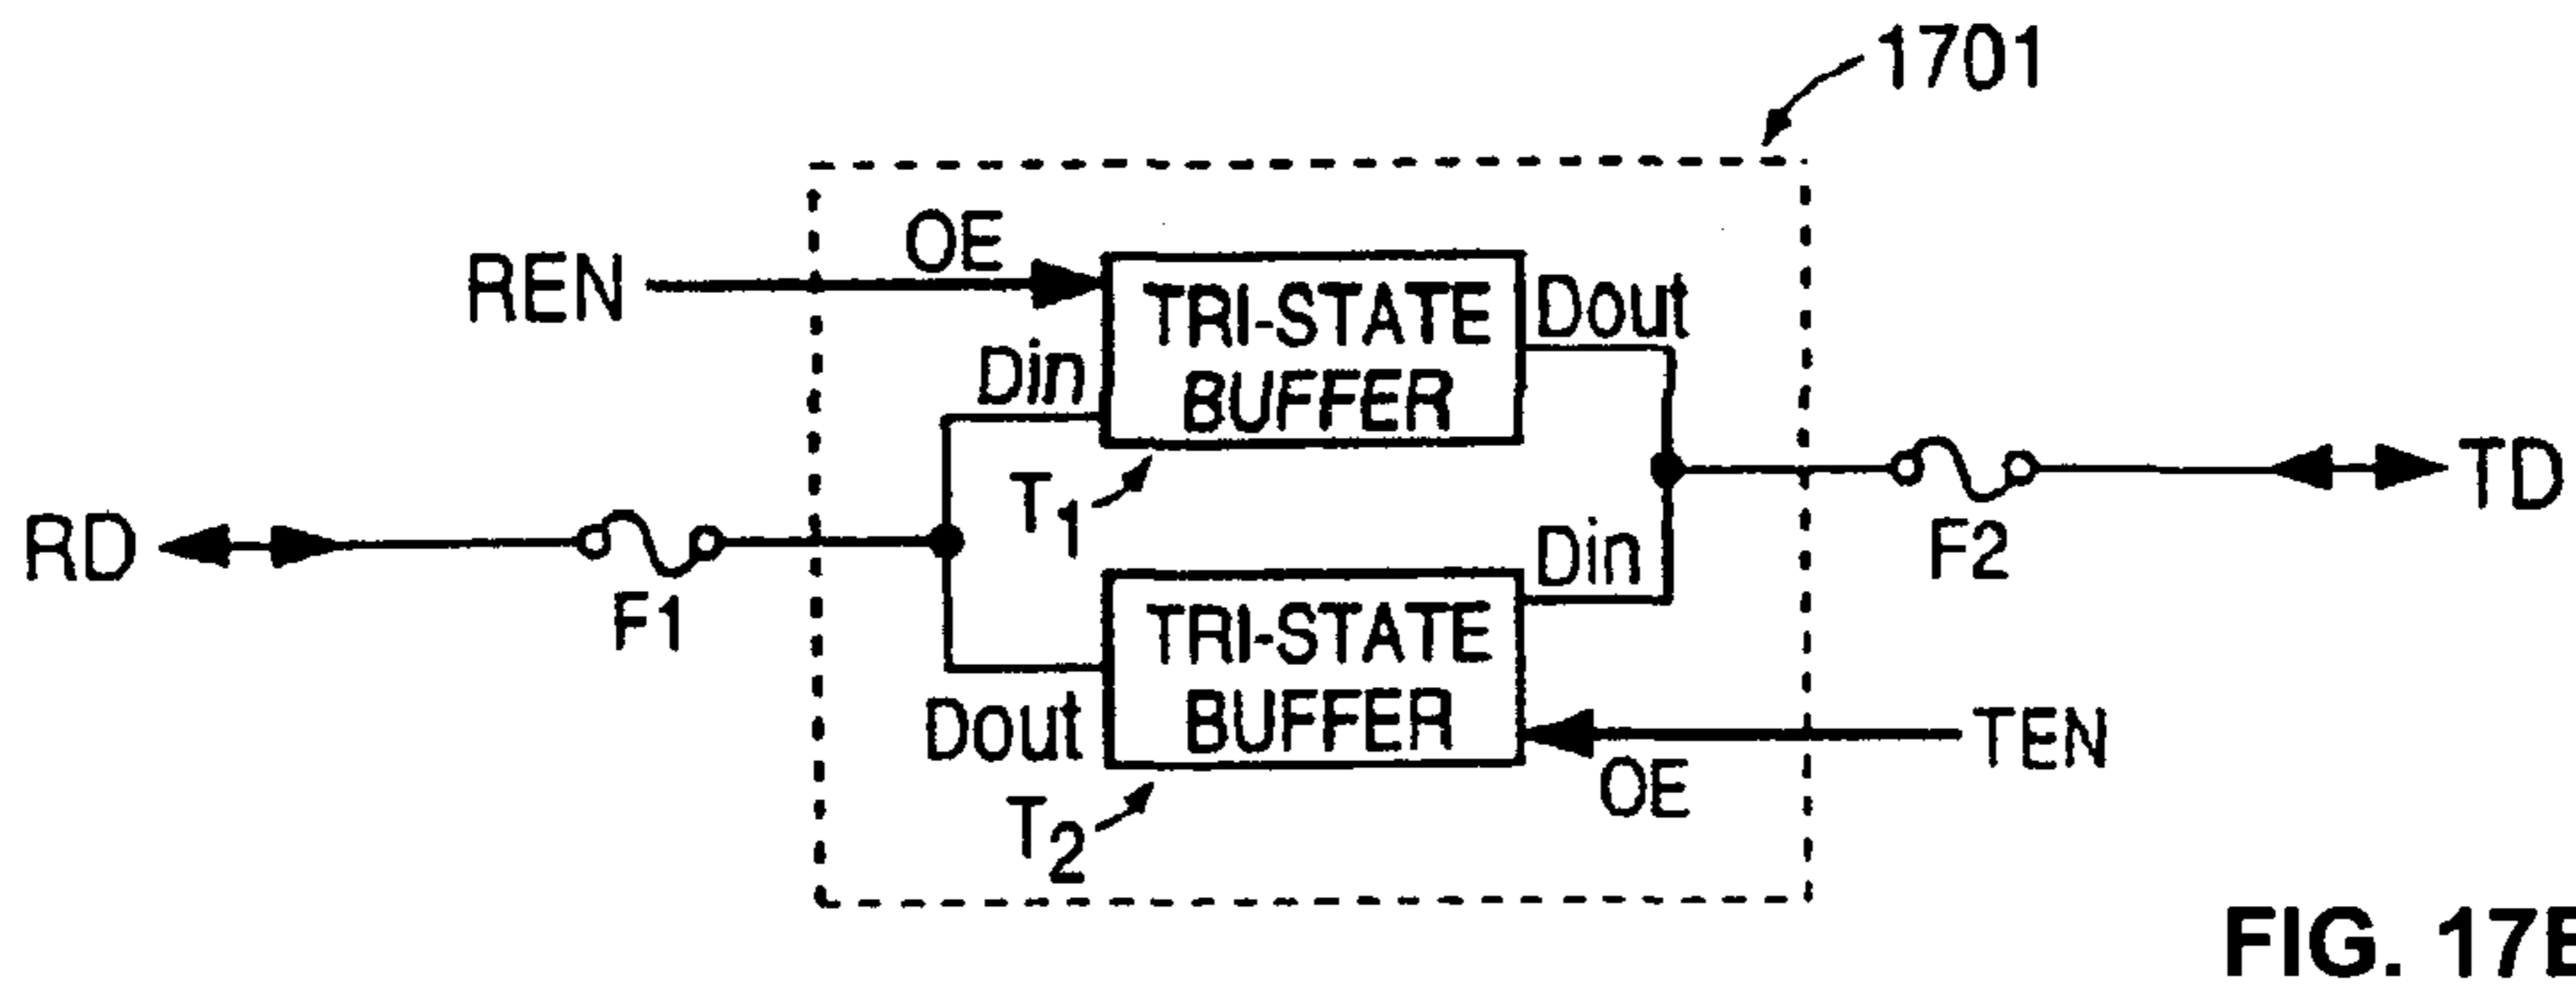 1701
REN
OE
TRI-STATE
BUFFER
Dout
Din
T1
RD
F1
TD
F2
Din
TRI-STATE
BUFFER
Dout
T2
OE
TEN
FIG. 17B